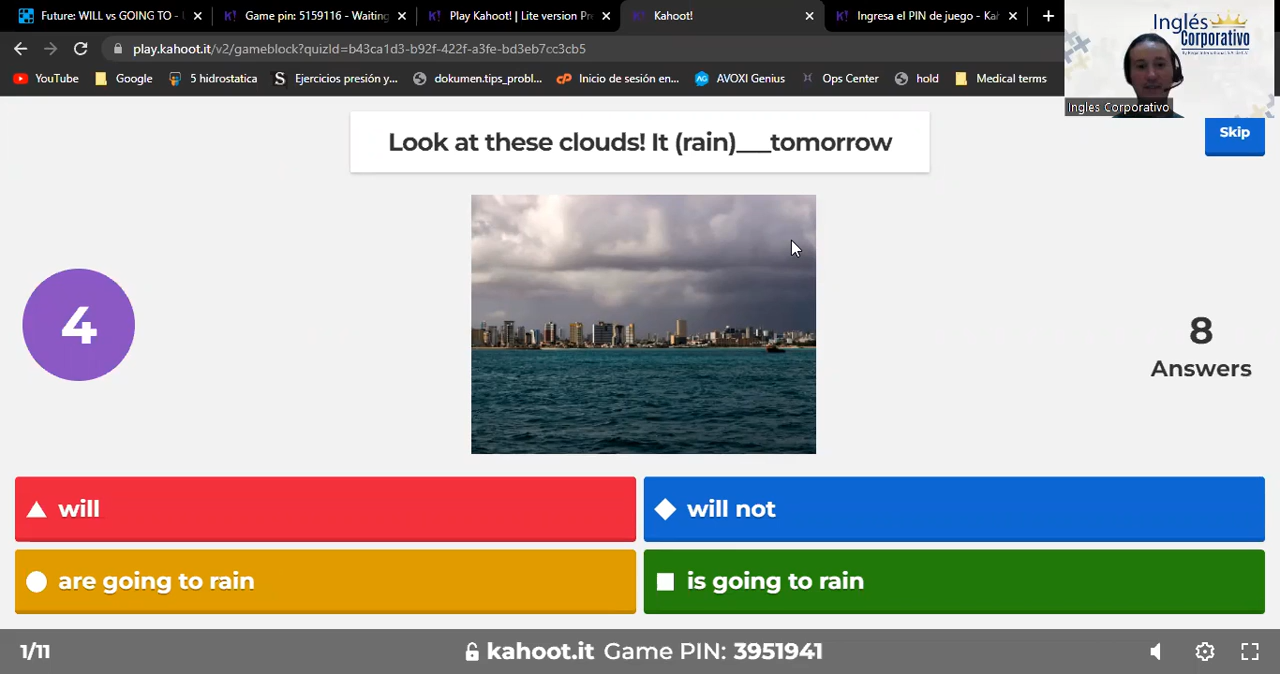 Future: WILL vs GOING TO -
Game pin: 5159116 - Waiting
Play Kahoot! | Lite version Pre
Kahoot!
Ingresa el PIN de juego - Kah
play.kahoot.it/v2/gameblock?quizId=b43ca1d3-b92f-422f-a3fe-bd3eb7cc3cb5
YouTube Google 5 hidrostatica Ejercicios presión y... dokumen.tips_probl... Inicio de sesión en... AVOXI Genius Ops Center hold Medical terms
Inglés
Corporativo
Ingles Corporativo
Look at these clouds! It (rain)___tomorrow
Skip
4
8
Answers
will
will not
are going to rain
is going to rain
1/11
kahoot.it Game PIN: 3951941